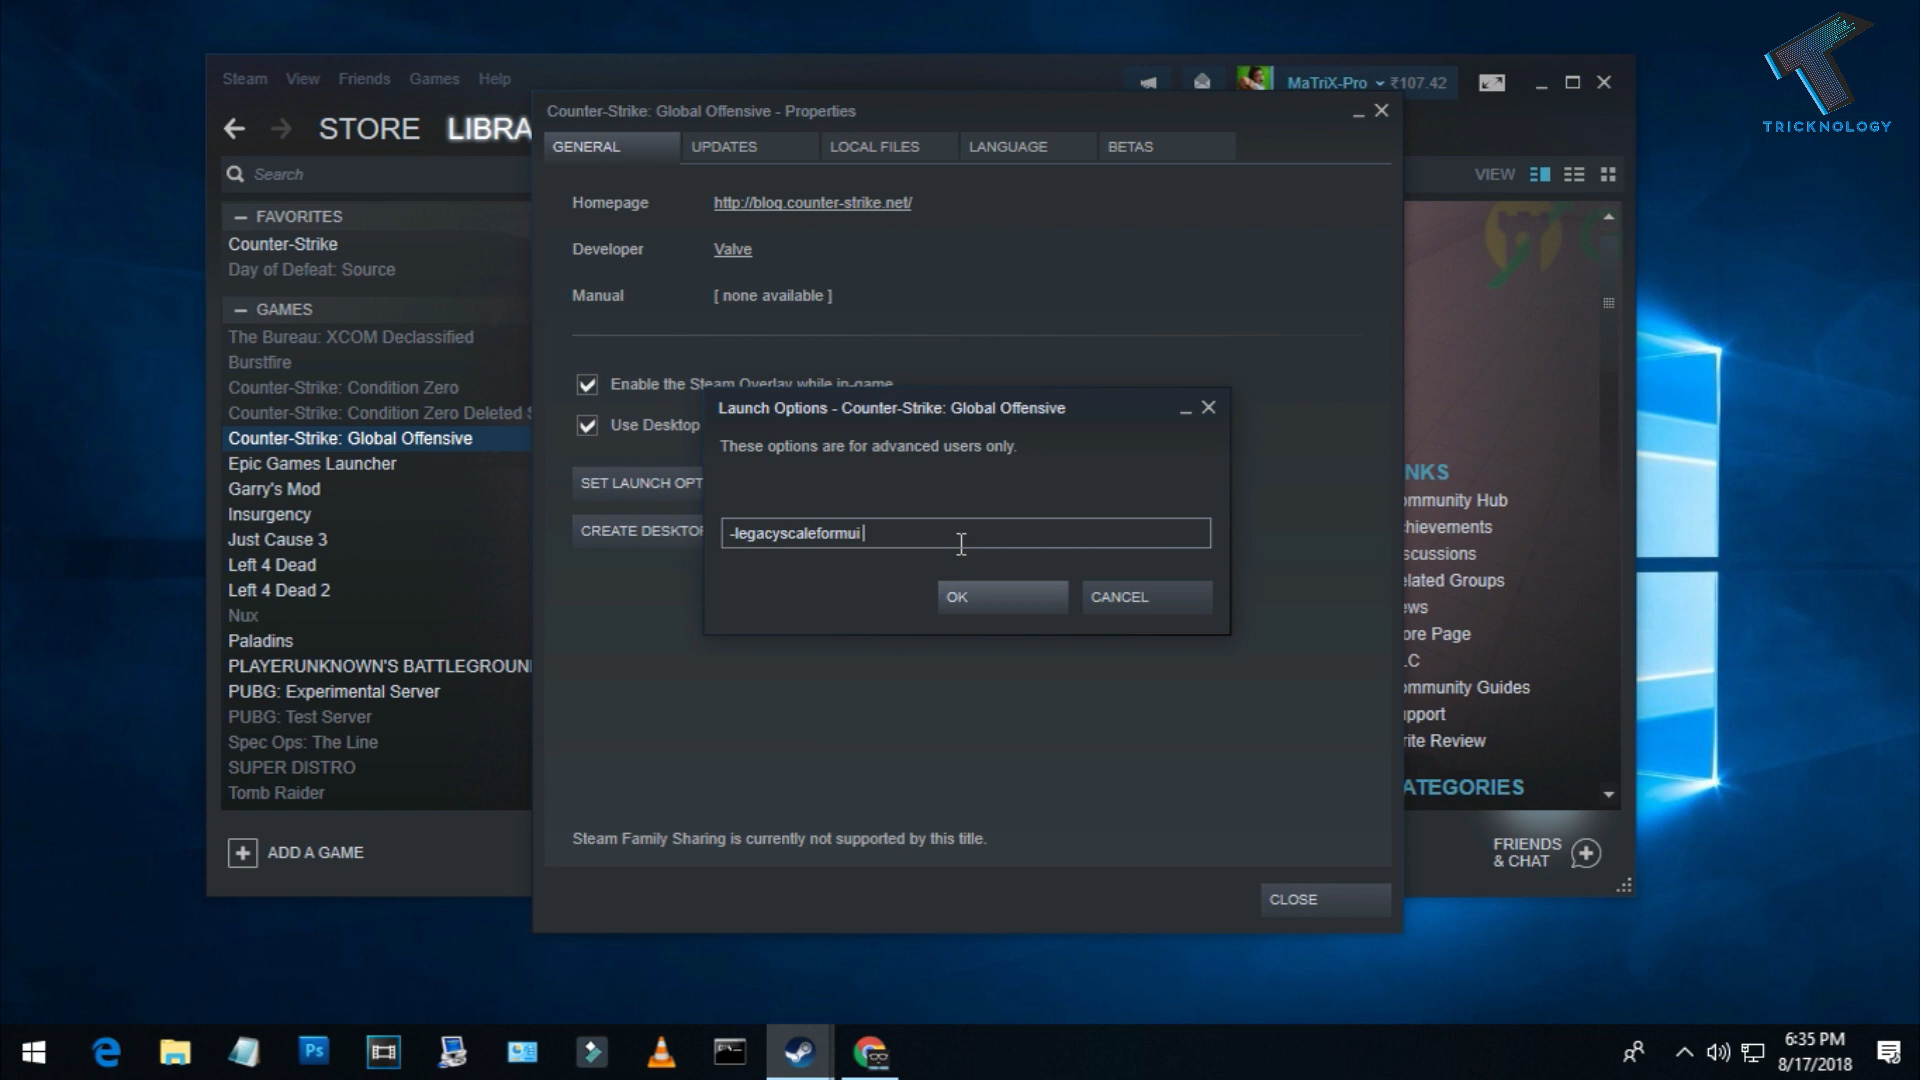 TRICKNOLOGY
Steam View Friends Games Help
MaTriX-Pro ₹107.42
STORE LIBRA
Search
VIEW
— FAVORITES
Counter-Strike
Day of Defeat: Source
— GAMES
The Bureau: XCOM Declassified
Burstfire
Counter-Strike: Condition Zero
Counter-Strike: Condition Zero Deleted S
Counter-Strike: Global Offensive
Epic Games Launcher
Garry's Mod
Insurgency
Just Cause 3
Left 4 Dead
Left 4 Dead 2
Nux
Paladins
PLAYERUNKNOWN'S BATTLEGROUN
PUBG: Experimental Server
PUBG: Test Server
Spec Ops: The Line
SUPER DISTRO
Tomb Raider
ADD A GAME
Counter-Strike: Global Offensive - Properties
GENERAL UPDATES LOCAL FILES LANGUAGE BETAS
Homepage http://blog.counter-strike.net/
Developer Valve
Manual [ none available ]
Enable the Steam Overlay while in-game
Use Desktop
SET LAUNCH OPT
CREATE DESKTO
Launch Options - Counter-Strike: Global Offensive
These options are for advanced users only.
-legacyscaleformui
OK CANCEL
Steam Family Sharing is currently not supported by this title.
CLOSE
NKS
ommunity Hub
chievements
scussions
elated Groups
ews
ore Page
LC
ommunity Guides
upport
rite Review
ATEGORIES
FRIENDS
& CHAT
Ps
6:35 PM
8/17/2018